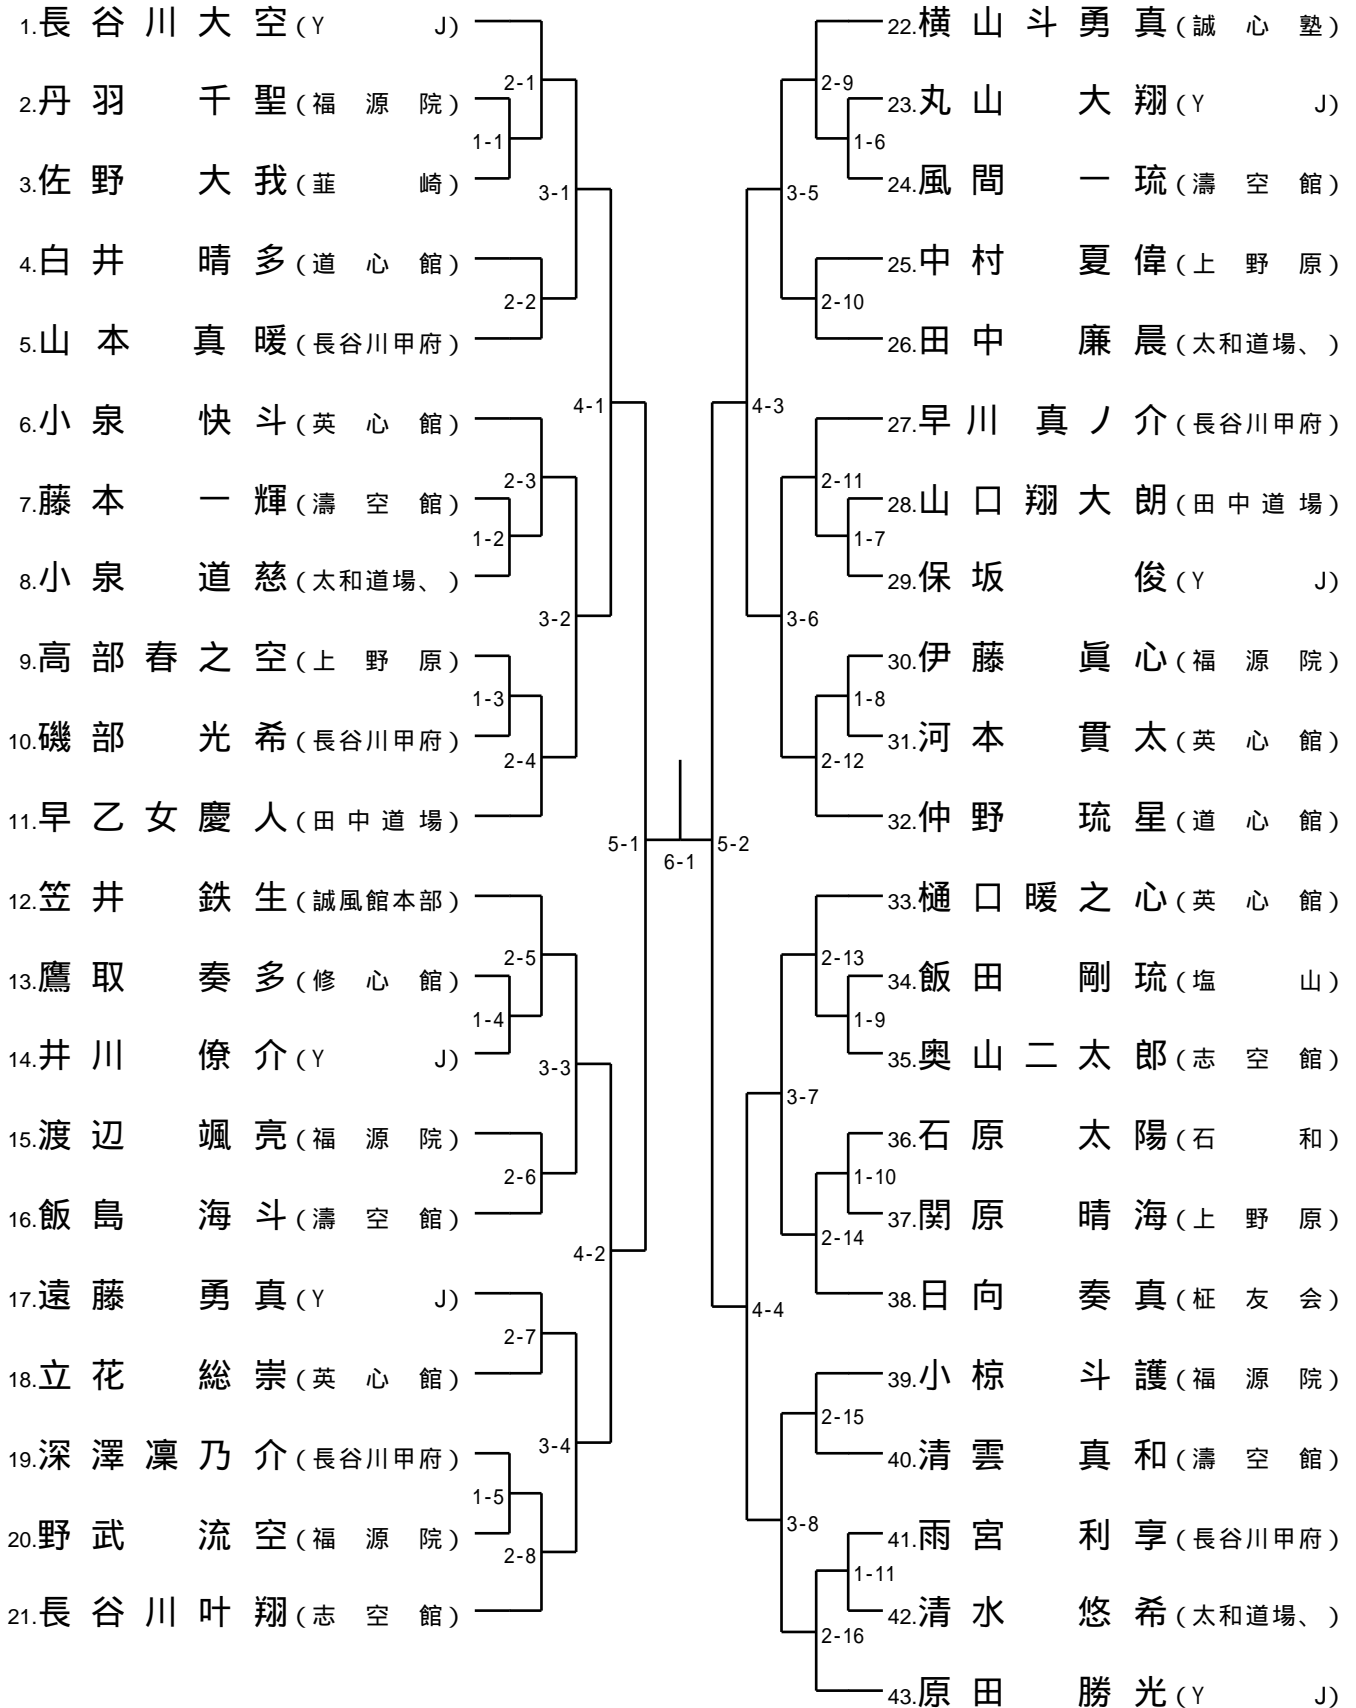 1.長谷川大空(YJ)
2-1
2.丹羽 千聖(福源院)
1-1
3.佐野 大我(韮崎)
3-1
4.白井 晴多(道心館)
2-2
5.山本 真暖(長谷川甲府)
4-1
6.小泉 快斗(英心館)
2-3
7.藤本 一輝(濤空館)
1-2
8.小泉 道慈(太和道場、)
3-2
9.高部春之空(上野原)
1-3
10.磯部 光希(長谷川甲府)
2-4
11.早乙女慶人(田中道場)
5-1
6-1
12.笠井 鉄生(誠風館本部)
2-5
13.鷹取 奏多(修心館)
1-4
14.井川 僚介(YJ)
3-3
15.渡辺 颯亮(福源院)
2-6
16.飯島 海斗(濤空館)
4-2
17.遠藤 勇真(YJ)
2-7
18.立花 総崇(英心館)
3-4
19.深澤凜乃介(長谷川甲府)
1-5
20.野武 流空(福源院)
2-8
21.長谷川叶翔(志空館)
22.横山斗勇真(誠心塾)
2-9
23.丸山 大翔(YJ)
1-6
24.風間 一琉(濤空館)
3-5
25.中村 夏偉(上野原)
2-10
26.田中 廉晨(太和道場、)
4-3
27.早川 真ノ介(長谷川甲府)
2-11
28.山口翔大朗(田中道場)
1-7
29.保坂 俊(YJ)
3-6
30.伊藤 眞心(福源院)
1-8
31.河本 貫太(英心館)
2-12
32.仲野 琉星(道心館)
5-2
33.樋口暖之心(英心館)
2-13
34.飯田 剛琉(塩山)
1-9
35.奥山二太郎(志空館)
3-7
36.石原 太陽(石和)
1-10
37.関原 晴海(上野原)
2-14
38.日向 奏真(柾友会)
4-4
39.小椋 斗護(福源院)
2-15
40.清雲 真和(濤空館)
3-8
41.雨宮 利享(長谷川甲府)
1-11
42.清水 悠希(太和道場、)
2-16
43.原田 勝光(YJ)